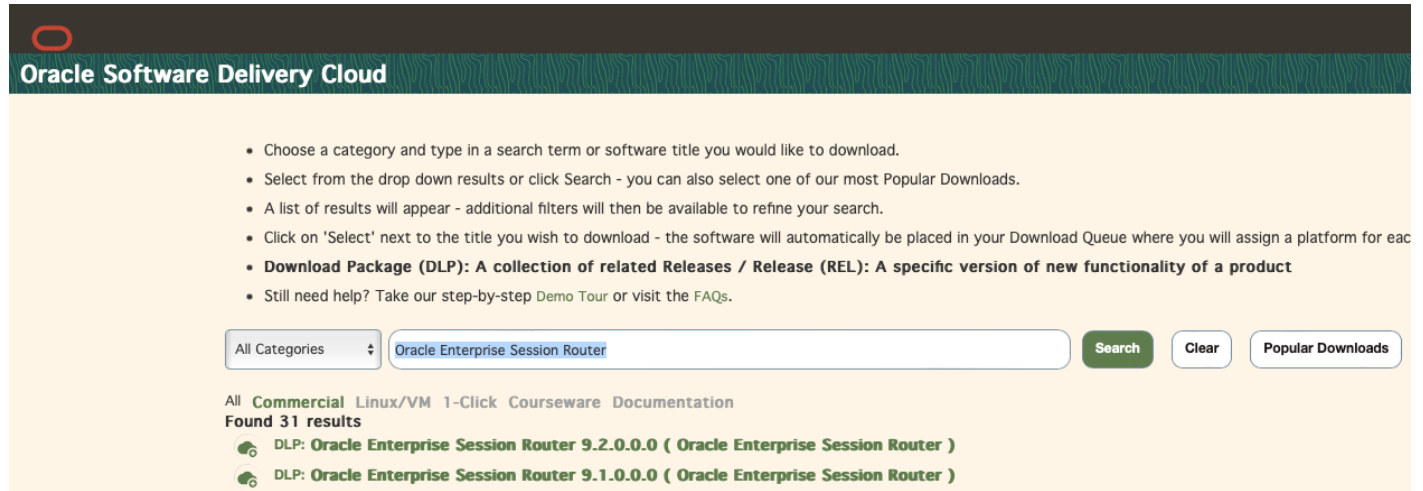 Oracle Software Delivery Cloud
• Choose a category and type in a search term or software title you would like to download.
• Select from the drop down results or click Search - you can also select one of our most Popular Downloads.
• A list of results will appear - additional filters will then be available to refine your search.
• Click on 'Select' next to the title you wish to download - the software will automatically be placed in your Download Queue where you will assign a platform for eac
• Download Package (DLP): A collection of related Releases / Release (REL): A specific version of new functionality of a product
• Still need help? Take our step-by-step Demo Tour or visit the FAQs.
All Categories Oracle Enterprise Session Router Search Clear Popular Downloads
All Commercial Linux/VM 1-Click Courseware Documentation
Found 31 results
DLP: Oracle Enterprise Session Router 9.2.0.0.0 ( Oracle Enterprise Session Router )
DLP: Oracle Enterprise Session Router 9.1.0.0.0 ( Oracle Enterprise Session Router )